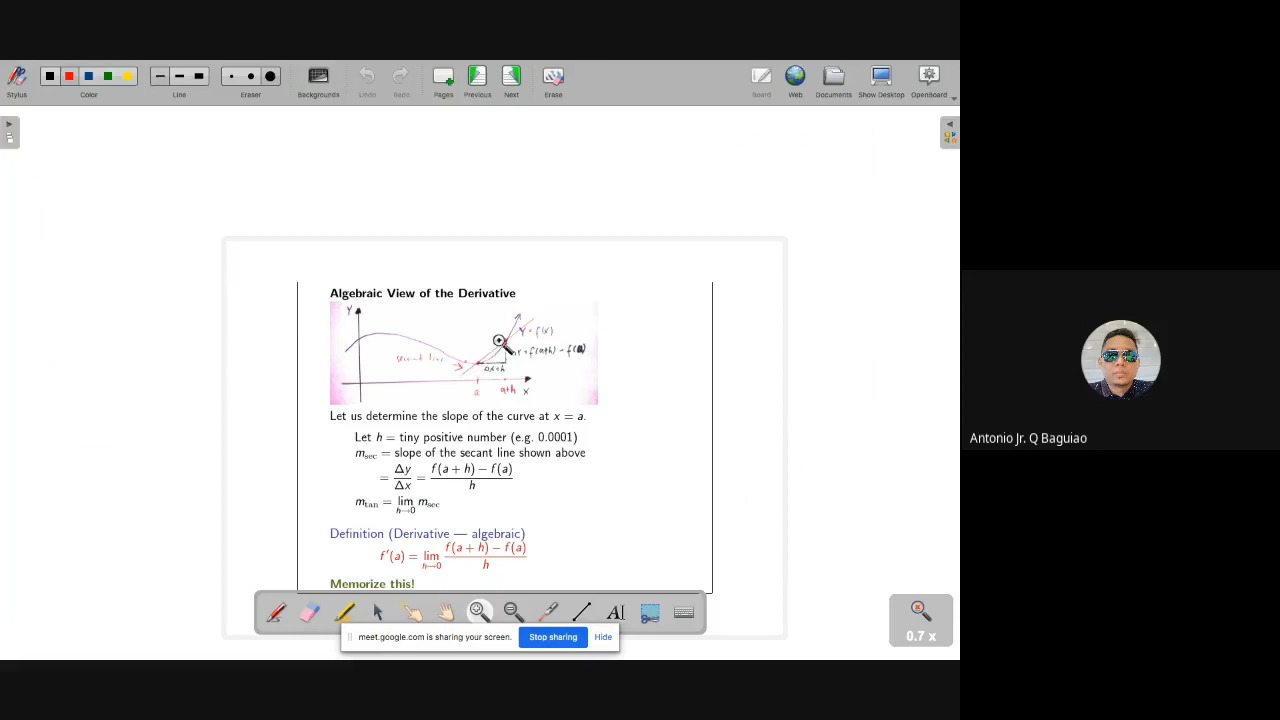 Stylus
Color
Line
Eraser
Backgrounds
Undo
Redo
Pages
Previous
Next
Erase
Board
Web
Documents
Show Desktop
OpenBoard
Algebraic View of the Derivative
Y
Y = f(x)
secant line
= f(a+h) - f(a)
Δx=h
a
a+h
x
Let us determine the slope of the curve at x = a.
Let h = tiny positive number (e.g. 0.0001)
m_sec = slope of the secant line shown above
= Δy/Δx = (f(a + h) − f(a))/h
m_tan = lim_{h→0} m_sec
Definition (Derivative — algebraic)
f′(a) = lim_{h→0} (f(a + h) − f(a))/h
Memorize this!
meet.google.com is sharing your screen.
Stop sharing
Hide
0.7 x
Antonio Jr. Q Baguiao